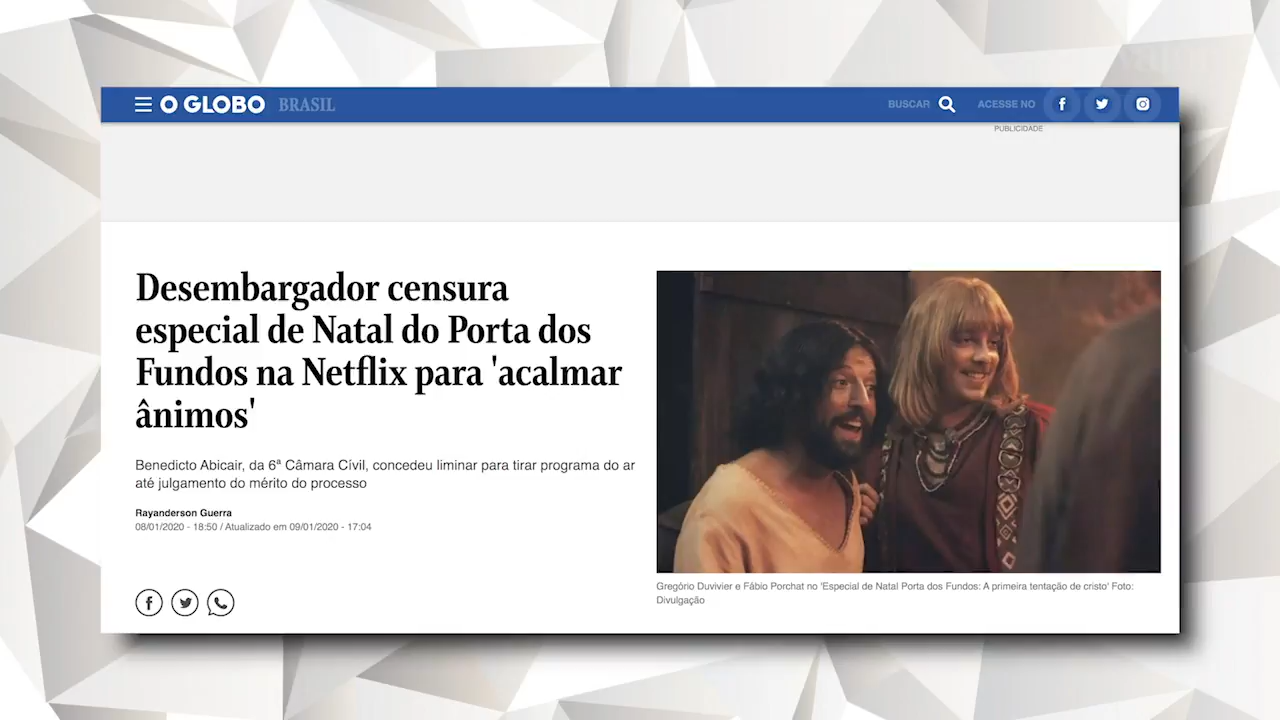 O GLOBO BRASIL
BUSCAR
ACESSE NO
PUBLICIDADE
Desembargador censura
especial de Natal do Porta dos
Fundos na Netflix para 'acalmar
ânimos'
Benedicto Abicair, da 6ª Câmara Cível, concedeu liminar para tirar programa do ar
até julgamento do mérito do processo
Rayanderson Guerra
08/01/2020 - 18:50 / Atualizado em 09/01/2020 - 17:04
Gregório Duvivier e Fábio Porchat no 'Especial de Natal Porta dos Fundos: A primeira tentação de cristo' Foto:
Divulgação